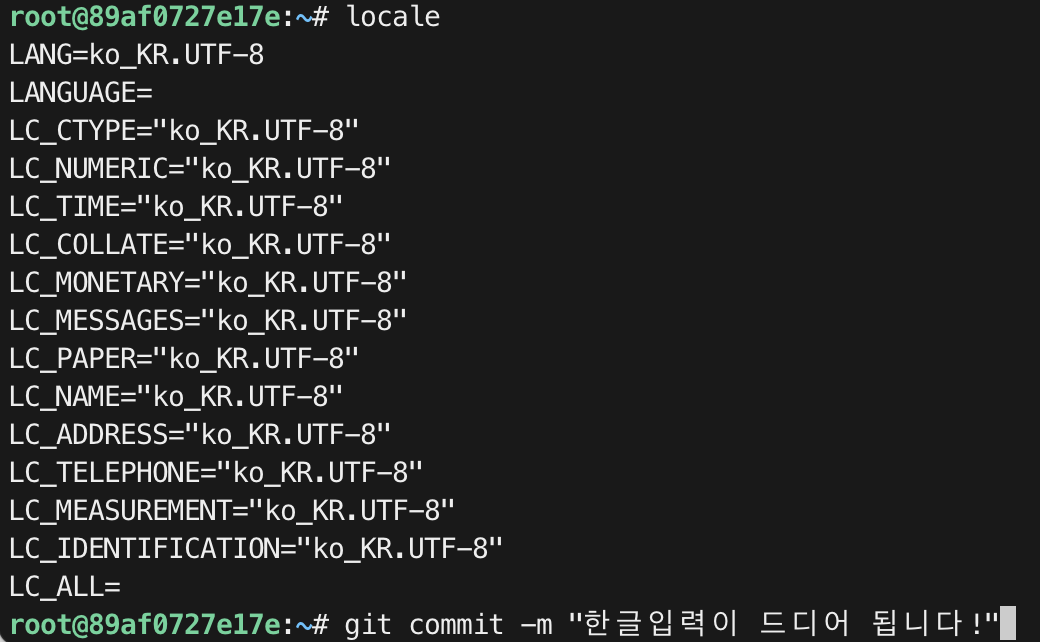 root@89af0727e17e:~# locale
LANG=ko_KR.UTF-8
LANGUAGE=
LC_CTYPE="ko_KR.UTF-8"
LC_NUMERIC="ko_KR.UTF-8"
LC_TIME="ko_KR.UTF-8"
LC_COLLATE="ko_KR.UTF-8"
LC_MONETARY="ko_KR.UTF-8"
LC_MESSAGES="ko_KR.UTF-8"
LC_PAPER="ko_KR.UTF-8"
LC_NAME="ko_KR.UTF-8"
LC_ADDRESS="ko_KR.UTF-8"
LC_TELEPHONE="ko_KR.UTF-8"
LC_MEASUREMENT="ko_KR.UTF-8"
LC_IDENTIFICATION="ko_KR.UTF-8"
LC_ALL=
root@89af0727e17e:~# git commit -m "한글입력이 드디어 됩니다!"